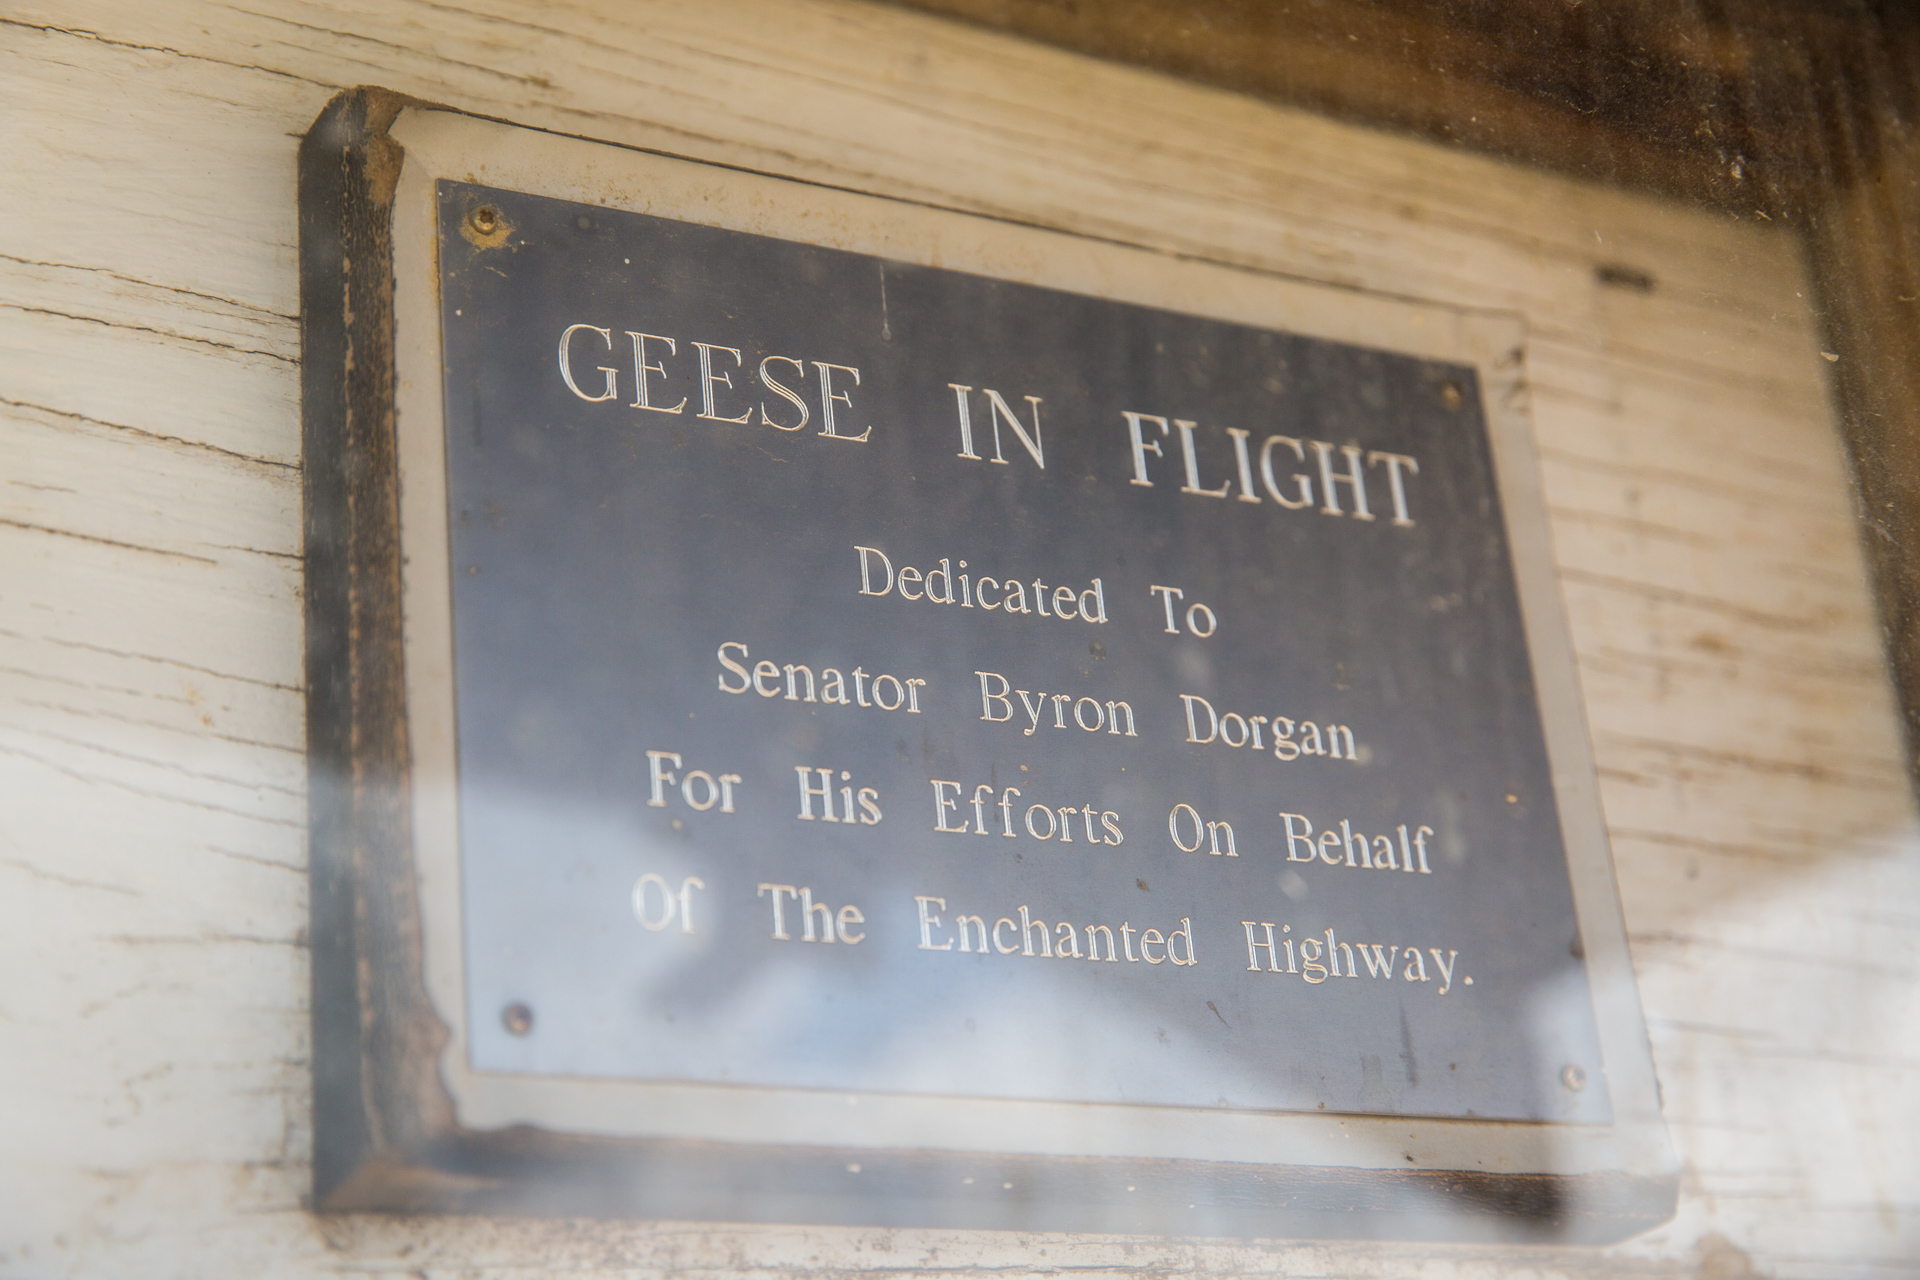 GEESE IN FLIGHT
Dedicated To
Senator Byron Dorgan
For His Efforts On Behalf
Of The Enchanted Highway.